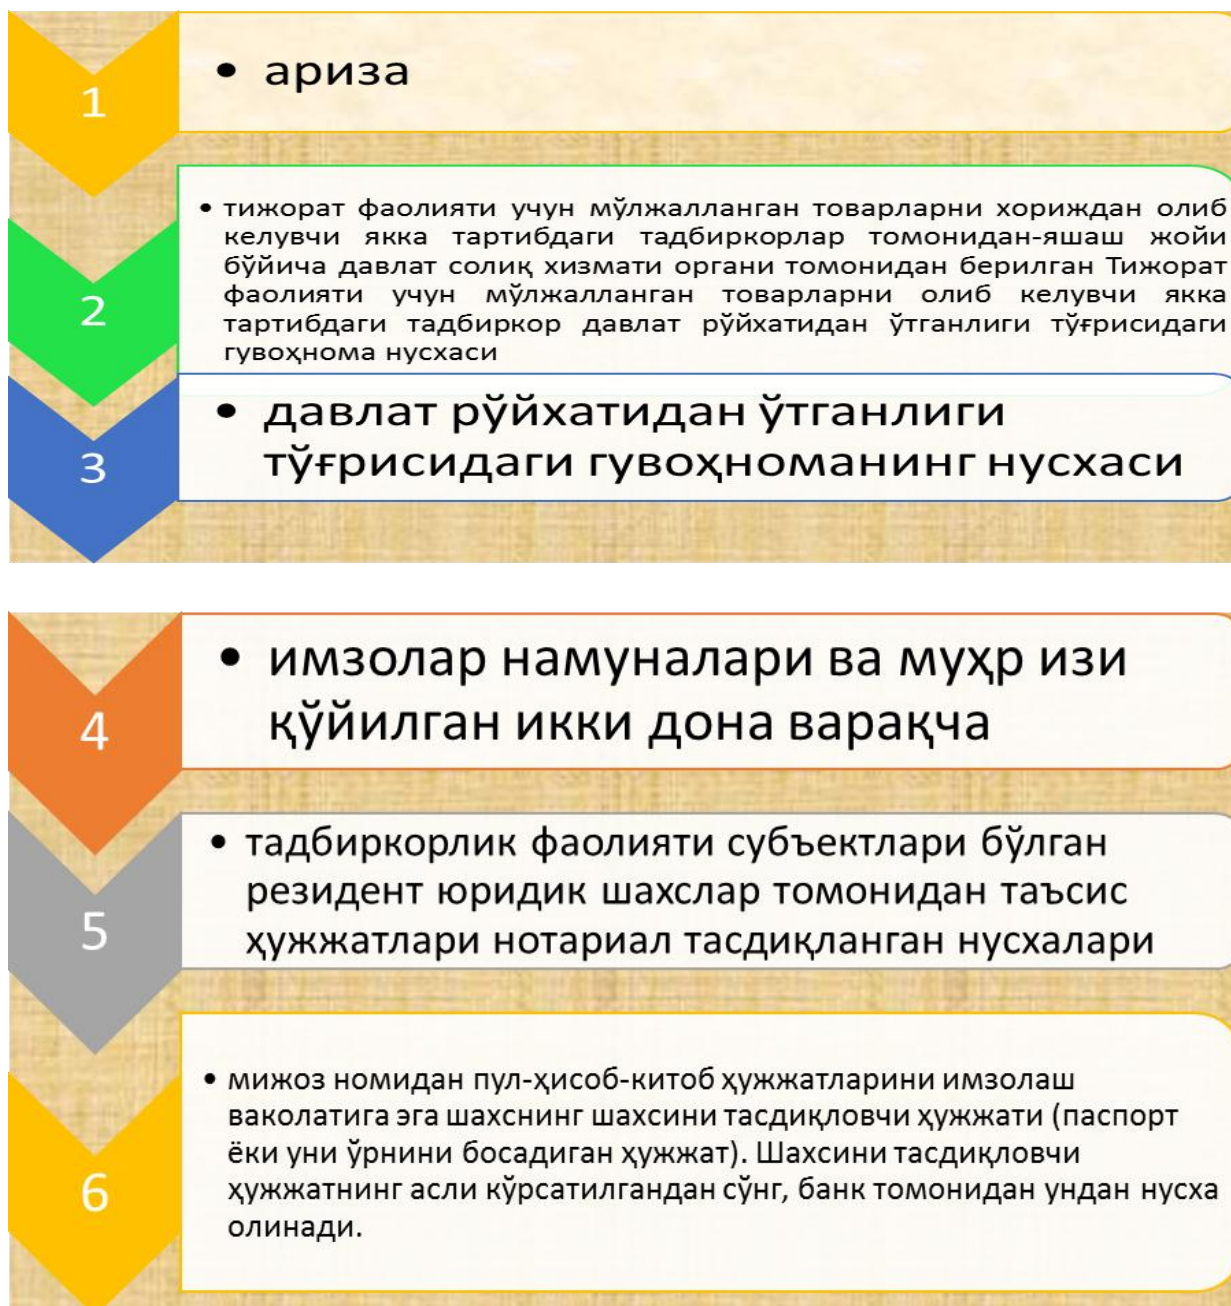 1
• ариза
2
• тижорат фаолияти учун мўлжалланган товарларни хориждан олиб
келувчи якка тартибдаги тадбиркорлар томонидан-яшаш жойи
бўйича давлат солиқ хизмати органи томонидан берилган Тижорат
фаолияти учун мўлжалланган товарларни олиб келувчи якка
тартибдаги тадбиркор давлат рўйхатидан ўтганлиги тўғрисидаги
гувоҳнома нусхаси
3
• давлат рўйхатидан ўтганлиги
тўғрисидаги гувоҳноманинг нусхаси
4
• имзолар намуналари ва муҳр изи
қўйилган икки дона варақча
5
• тадбиркорлик фаолияти субъектлари бўлган
резидент юридик шахслар томонидан таъсис
ҳужжатлари нотариал тасдиқланган нусхалари
6
• мижоз номидан пул-ҳисоб-китоб ҳужжатларини имзолаш
ваколатига эга шахснинг шахсини тасдиқловчи ҳужжати (паспорт
ёки уни ўрнини босадиган ҳужжат). Шахсини тасдиқловчи
ҳужжатнинг асли кўрсатилгандан сўнг, банк томонидан ундан нусха
олинади.